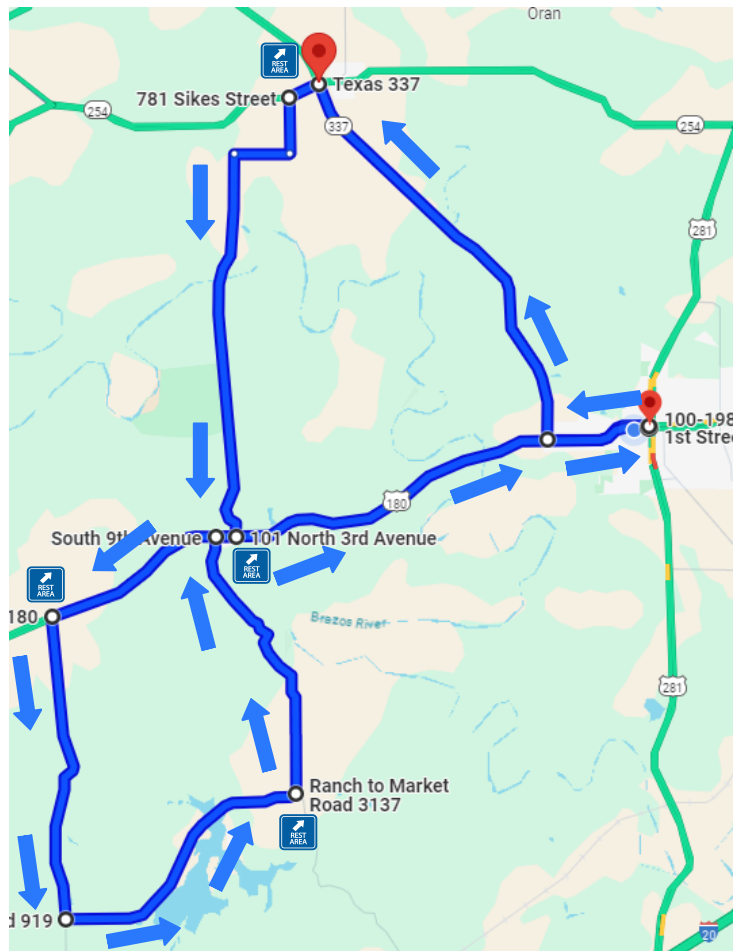 Oran
REST
AREA
Texas 337
781 Sikes Street
254
337
254
281
100-198
1st Stree
180
South 9th Avenue
101 North 3rd Avenue
REST
AREA
REST
AREA
180
Brazos River
281
Ranch to Market
Road 3137
REST
AREA
d 919
20